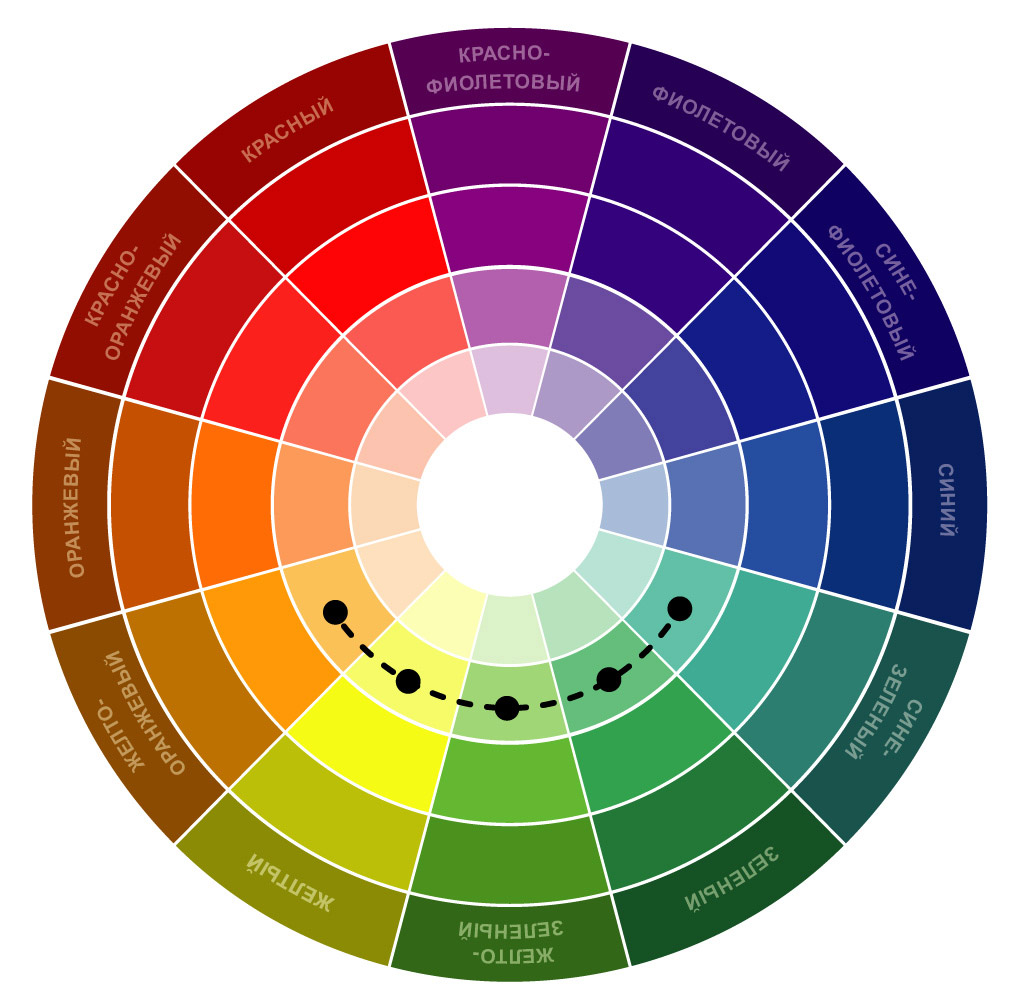 КРАСНО-
ФИОЛЕТОВЫЙ
ФИОЛЕТОВЫЙ
СИНЕ-
ФИОЛЕТОВЫЙ
СИНИЙ
СИНЕ-
ЗЕЛЕНЫЙ
ЗЕЛЕНЫЙ
ЖЕЛТО-
ЗЕЛЕНЫЙ
ЖЕЛТЫЙ
ЖЕЛТО-
ОРАНЖЕВЫЙ
ОРАНЖЕВЫЙ
КРАСНО-
ОРАНЖЕВЫЙ
КРАСНЫЙ